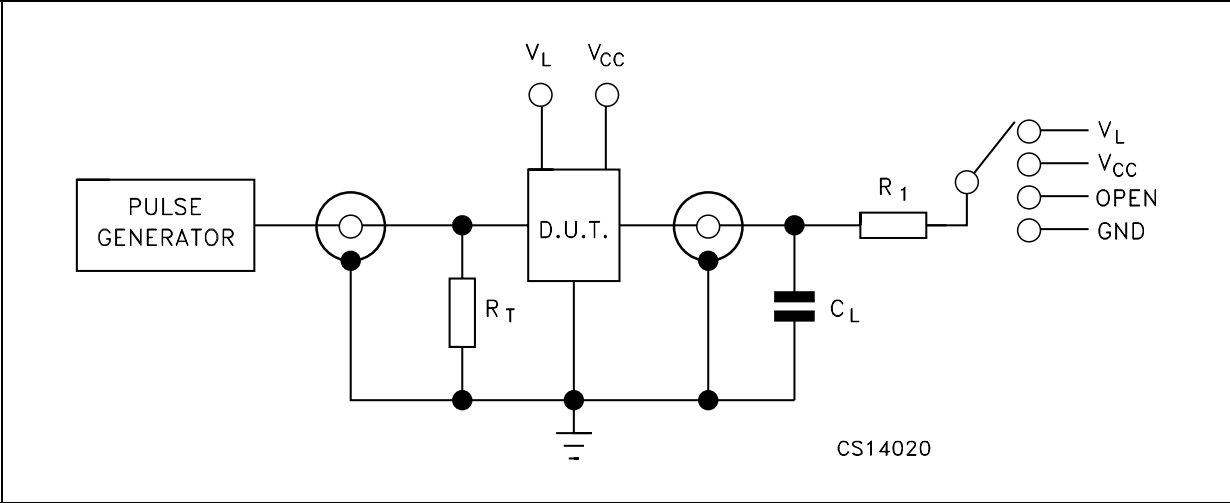 VL VCC
PULSE
GENERATOR
D.U.T.
RT
CL
R1
VL
VCC
OPEN
GND
CS14020